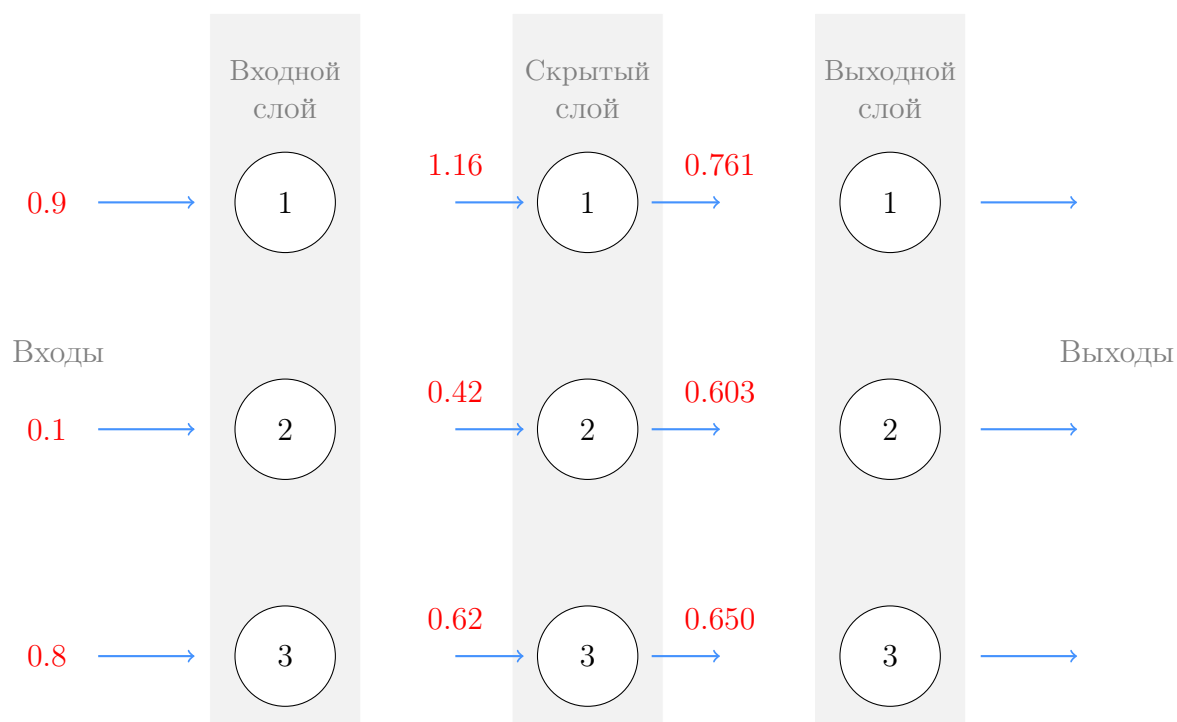 Входной
слой
Скрытый
слой
Выходной
слой
1.16
0.761
0.9
1
1
1
Входы
Выходы
0.42
0.603
0.1
2
2
2
0.62
0.650
0.8
3
3
3